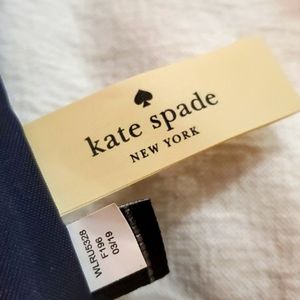 kate spade
NEW YORK
WLRU5328
F196
03/19